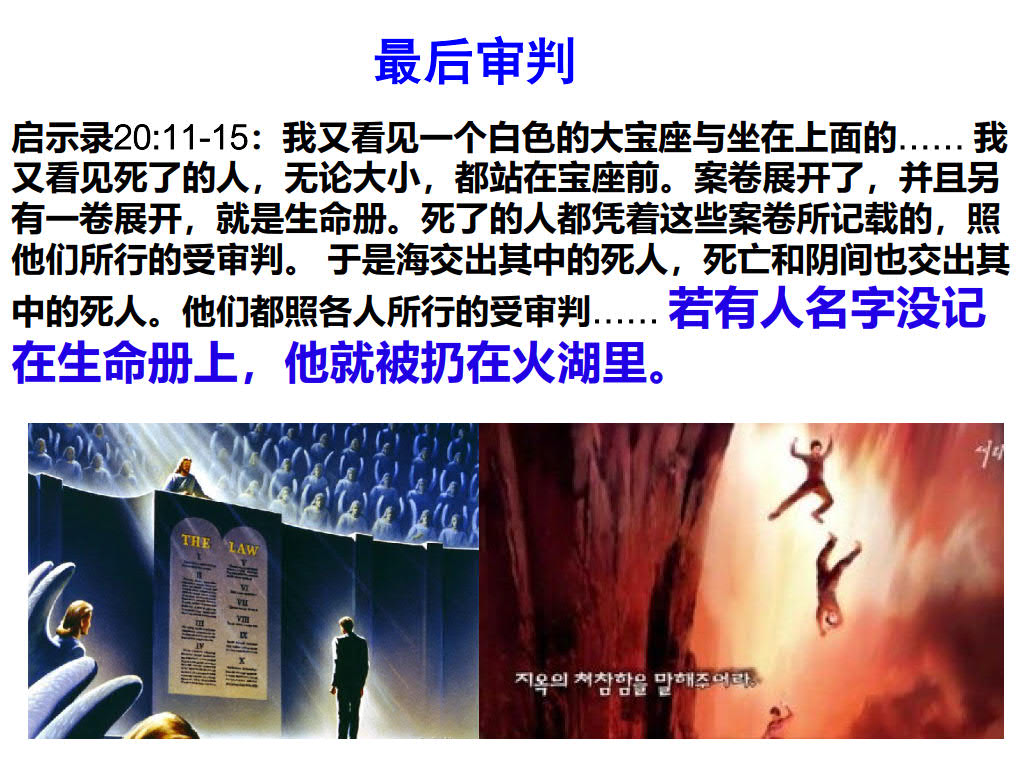 最后审判
启示录20:11-15：我又看见一个白色的大宝座与坐在上面的…… 我
又看见死了的人，无论大小，都站在宝座前。案卷展开了，并且另
有一卷展开，就是生命册。死了的人都凭着这些案卷所记载的，照
他们所行的受审判。 于是海交出其中的死人，死亡和阴间也交出其
中的死人。他们都照各人所行的受审判…… 若有人名字没记
在生命册上，他就被扔在火湖里。
THE LAW
I
II
III
IV
V
VI
VII
VIII
IX
X
지옥의 처참함을 말해주어라.